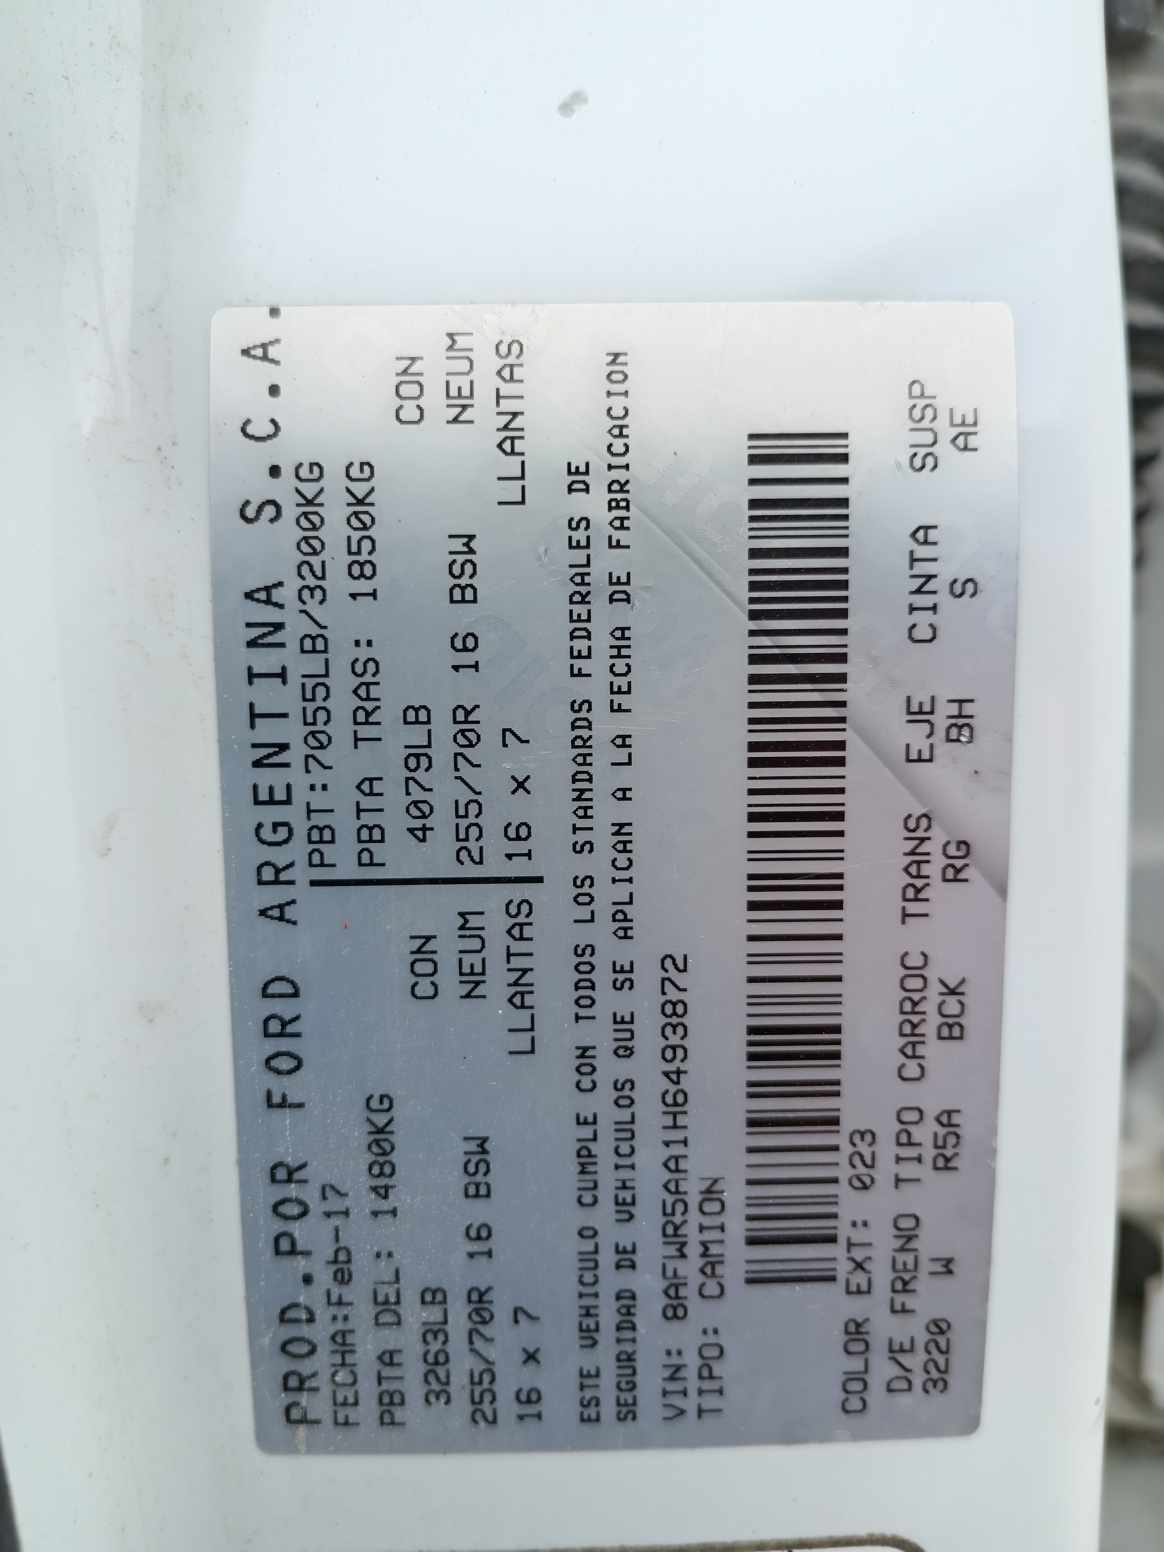 PROD.POR FORD ARGENTINA S.C.A.
FECHA:Feb-17 PBT:7055LB/3200KG
PBTA DEL: 1480KG PBTA TRAS: 1850KG
3263LB CON 4079LB CON
255/70R 16 BSW NEUM 255/70R 16 BSW NEUM
16 x 7 LLANTAS 16 x 7 LLANTAS
ESTE VEHICULO CUMPLE CON TODOS LOS STANDARDS FEDERALES DE
SEGURIDAD DE VEHICULOS QUE SE APLICAN A LA FECHA DE FABRICACION
VIN: 8AFWR5AA1H6493872
TIPO: CAMION
COLOR EXT: 023
D/E FRENO TIPO CARROC TRANS EJE CINTA SUSP
3220 W R5A BCK RG BH S AE